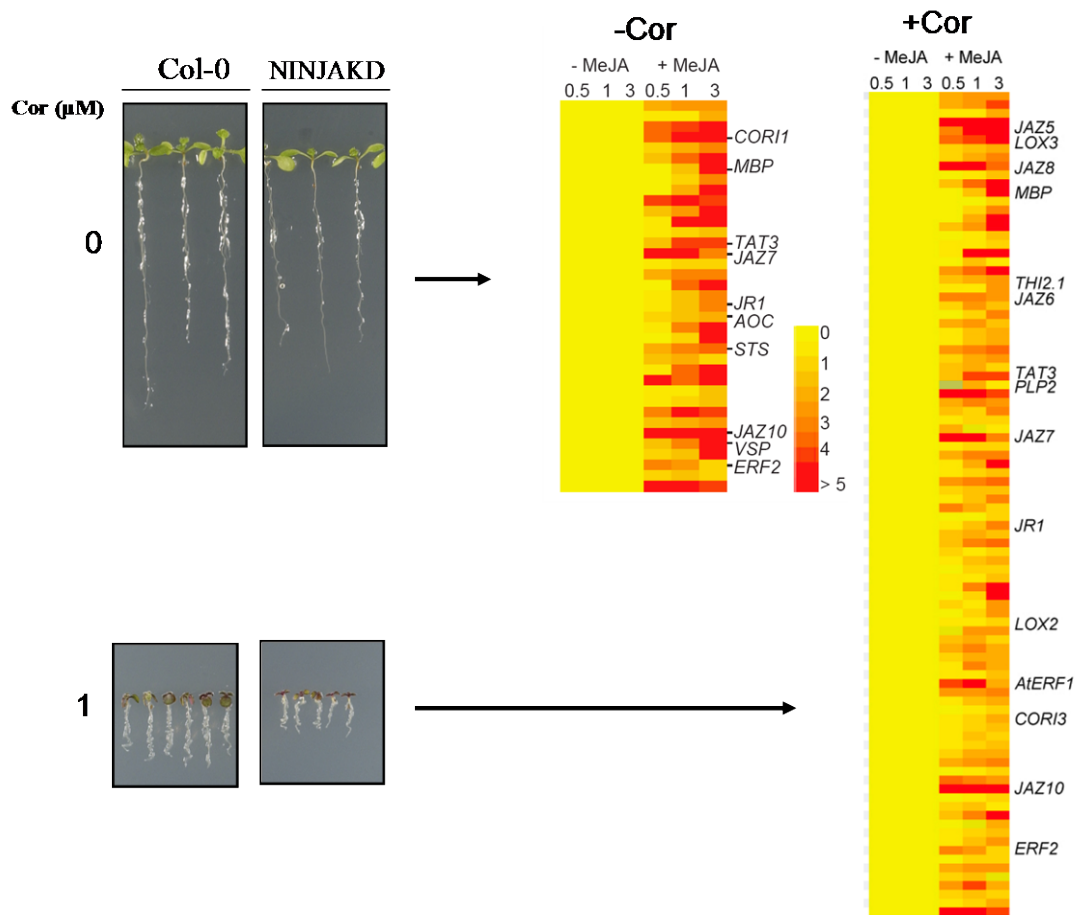 -Cor
+Cor
Col-0 NINJAKD
- MeJA + MeJA
0.5 1 3 0.5 1 3
- MeJA + MeJA
0.5 1 3 0.5 1 3
Cor (µM)
0
1
CORI1
MBP
TAT3
JAZ7
JR1
AOC
STS
JAZ10
VSP
ERF2
0
1
2
3
4
> 5
JAZ5
LOX3
JAZ8
MBP
THI2.1
JAZ6
TAT3
PLP2
JAZ7
JR1
LOX2
AtERF1
CORI3
JAZ10
ERF2